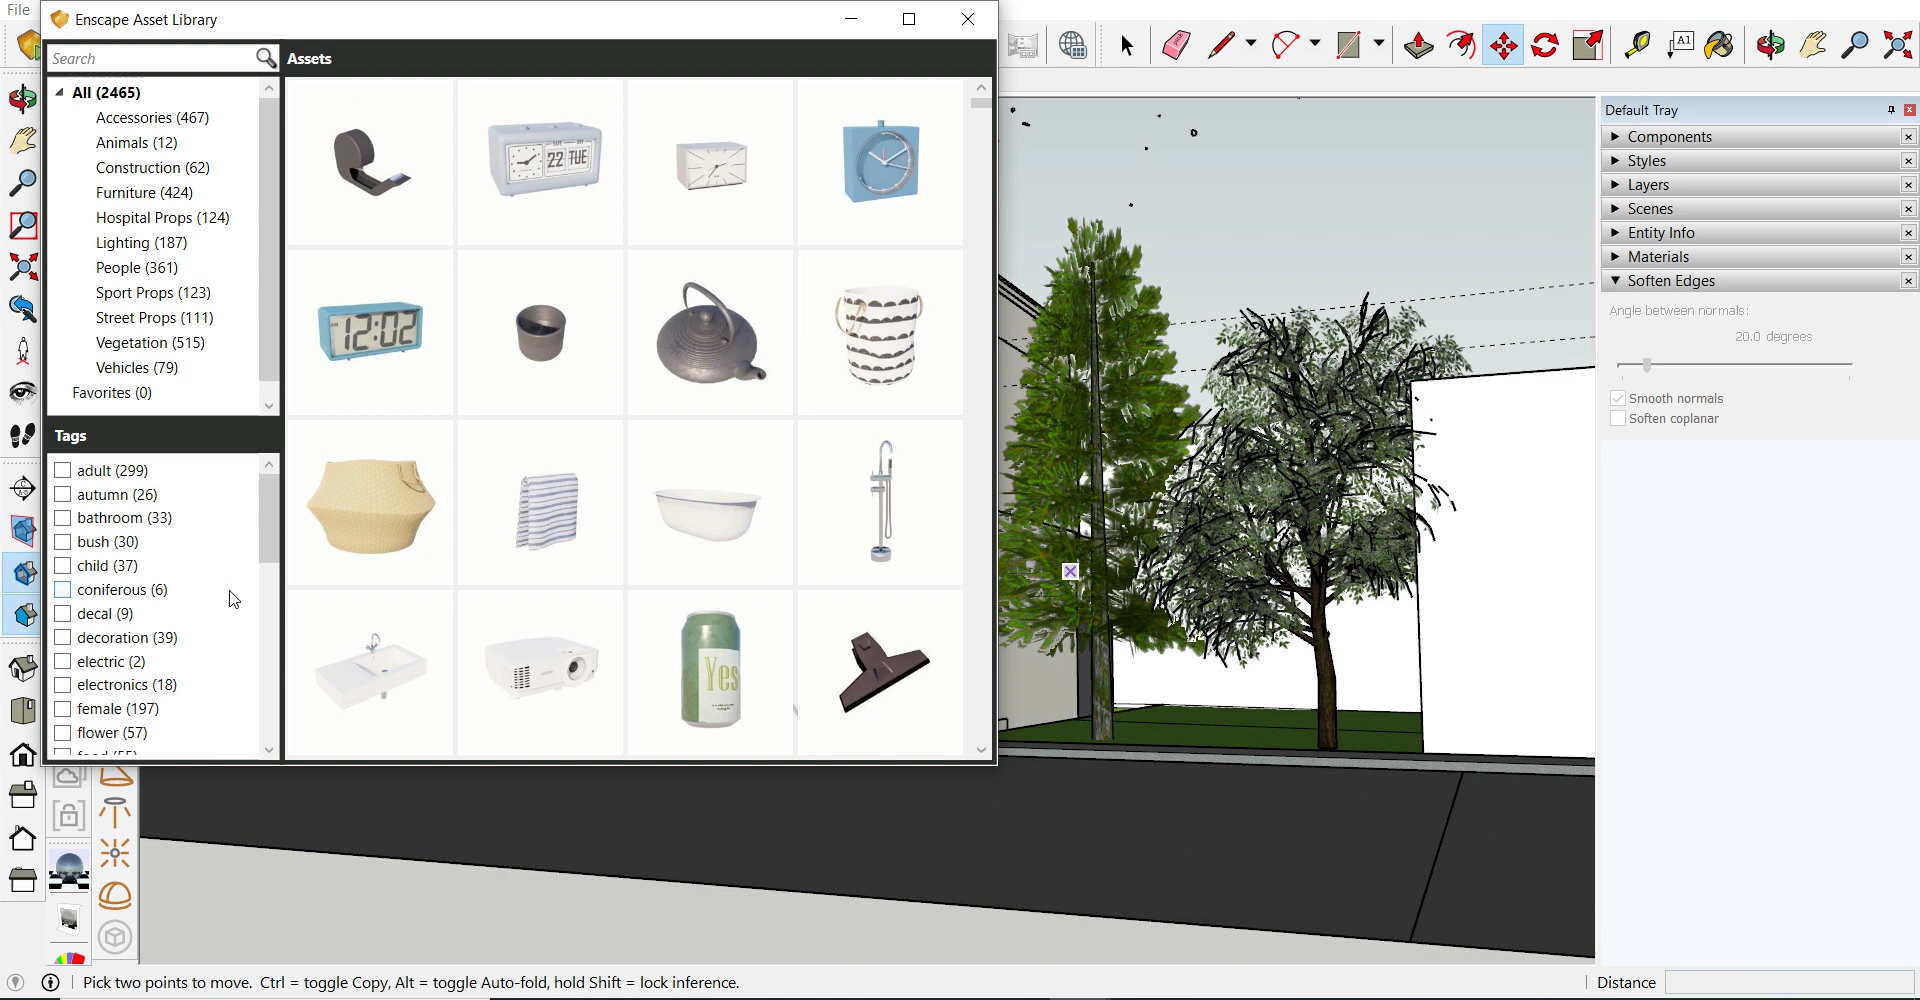 File
Enscape Asset Library
Search
Assets
All (2465)
Accessories (467)
Animals (12)
Construction (62)
Furniture (424)
Hospital Props (124)
Lighting (187)
People (361)
Sport Props (123)
Street Props (111)
Vegetation (515)
Vehicles (79)
Favorites (0)
Tags
adult (299)
autumn (26)
bathroom (33)
bush (30)
child (37)
coniferous (6)
decal (9)
decoration (39)
electric (2)
electronics (18)
female (197)
flower (57)
22 TUE
12:02
AM
Yes
A1
Default Tray
Components
Styles
Layers
Scenes
Entity Info
Materials
Soften Edges
Angle between normals:
20.0 degrees
Smooth normals
Soften coplanar
Pick two points to move. Ctrl = toggle Copy, Alt = toggle Auto-fold, hold Shift = lock inference.
Distance